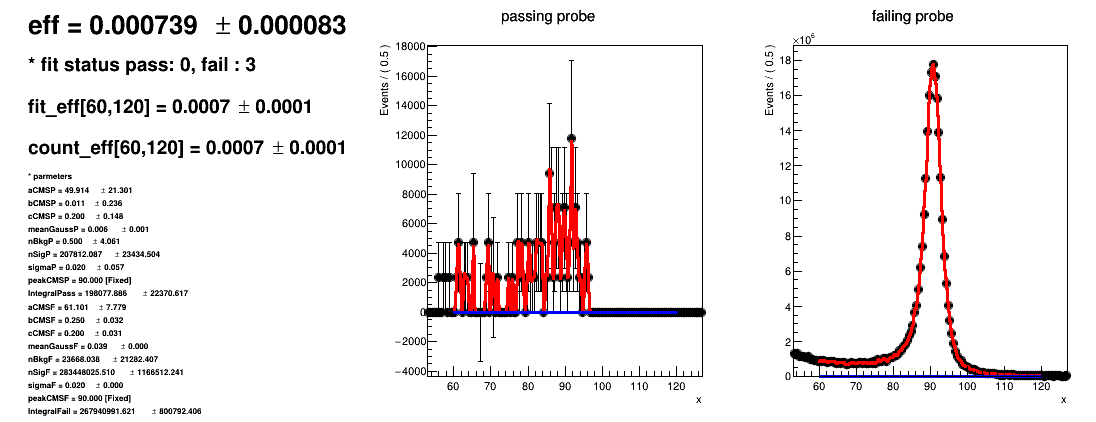 eff = 0.000739 ± 0.000083
* fit status pass: 0, fail : 3
fit_eff[60,120] = 0.0007 ± 0.0001
count_eff[60,120] = 0.0007 ± 0.0001
* parmeters
aCMSP = 49.914 ± 21.301
bCMSP = 0.011 ± 0.236
cCMSP = 0.200 ± 0.148
meanGaussP = 0.006 ± 0.001
nBkgP = 0.500 ± 4.061
nSigP = 207812.087 ± 23434.504
sigmaP = 0.020 ± 0.057
peakCMSP = 90.000 [Fixed]
IntegralPass = 198077.886 ± 22370.617
aCMSF = 61.101 ± 7.779
bCMSF = 0.250 ± 0.032
cCMSF = 0.200 ± 0.031
meanGaussF = 0.039 ± 0.000
nBkgF = 23668.038 ± 21282.407
nSigF = 283448025.510 ± 1166512.241
sigmaF = 0.020 ± 0.000
peakCMSF = 90.000 [Fixed]
IntegralFail = 267940991.621 ± 800792.406
passing probe
Events / ( 0.5 )
18000
16000
14000
12000
10000
8000
6000
4000
2000
0
−2000
−4000
60 70 80 90 100 110 120
x
failing probe
×10⁶
Events / ( 0.5 )
18
16
14
12
10
8
6
4
2
0
60 70 80 90 100 110 120
x